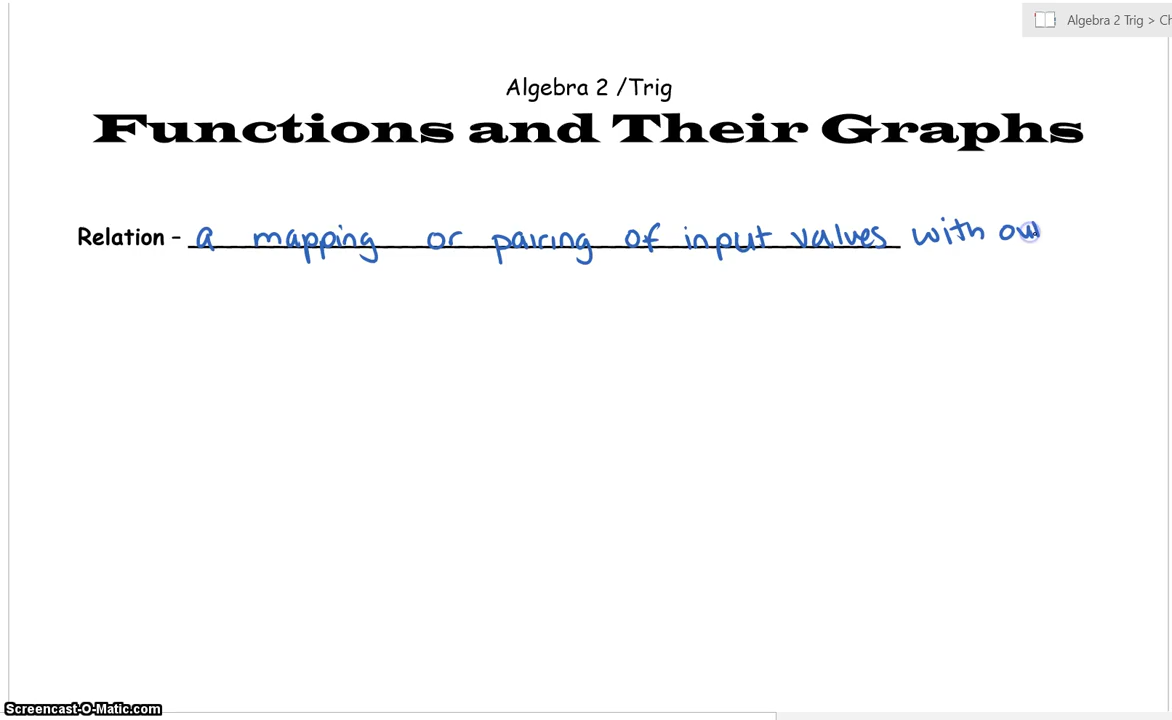 Algebra 2 Trig > Ch
Algebra 2 /Trig
Functions and Their Graphs
Relation - a mapping or pairing of input values with ou
Screencast-O-Matic.com